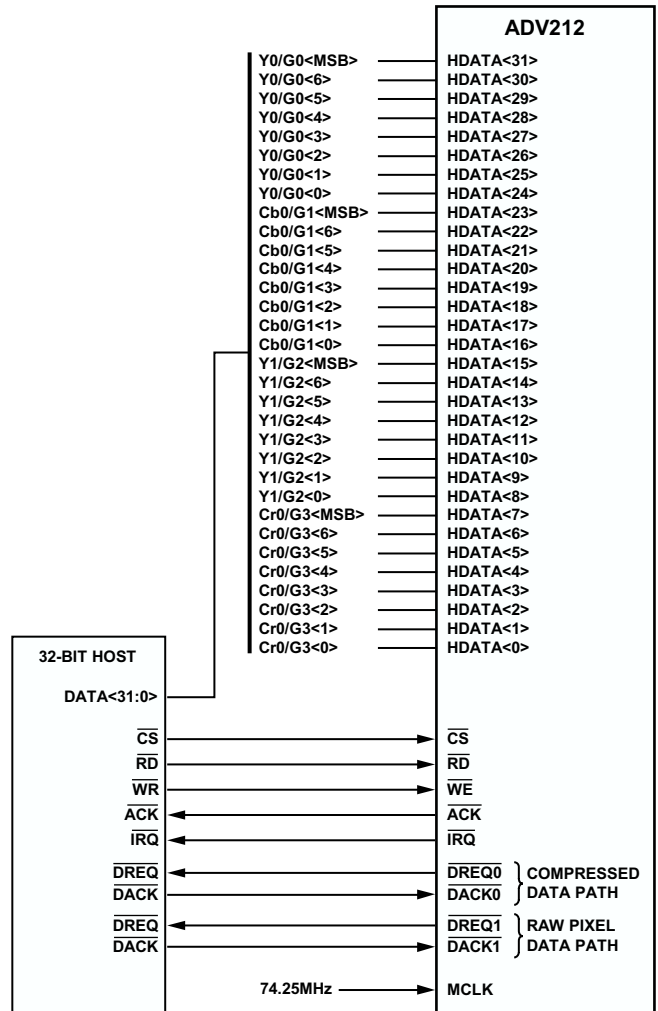 ADV212
Y0/G0<MSB> HDATA<31>
Y0/G0<6> HDATA<30>
Y0/G0<5> HDATA<29>
Y0/G0<4> HDATA<28>
Y0/G0<3> HDATA<27>
Y0/G0<2> HDATA<26>
Y0/G0<1> HDATA<25>
Y0/G0<0> HDATA<24>
Cb0/G1<MSB> HDATA<23>
Cb0/G1<6> HDATA<22>
Cb0/G1<5> HDATA<21>
Cb0/G1<4> HDATA<20>
Cb0/G1<3> HDATA<19>
Cb0/G1<2> HDATA<18>
Cb0/G1<1> HDATA<17>
Cb0/G1<0> HDATA<16>
Y1/G2<MSB> HDATA<15>
Y1/G2<6> HDATA<14>
Y1/G2<5> HDATA<13>
Y1/G2<4> HDATA<12>
Y1/G2<3> HDATA<11>
Y1/G2<2> HDATA<10>
Y1/G2<1> HDATA<9>
Y1/G2<0> HDATA<8>
Cr0/G3<MSB> HDATA<7>
Cr0/G3<6> HDATA<6>
Cr0/G3<5> HDATA<5>
Cr0/G3<4> HDATA<4>
Cr0/G3<3> HDATA<3>
Cr0/G3<2> HDATA<2>
Cr0/G3<1> HDATA<1>
Cr0/G3<0> HDATA<0>
32-BIT HOST
DATA<31:0>
CS CS
RD RD
WR WE
ACK ACK
IRQ IRQ
DREQ DREQ0 COMPRESSED
DACK DACK0 DATA PATH
DREQ DREQ1 RAW PIXEL
DACK DACK1 DATA PATH
74.25MHz MCLK